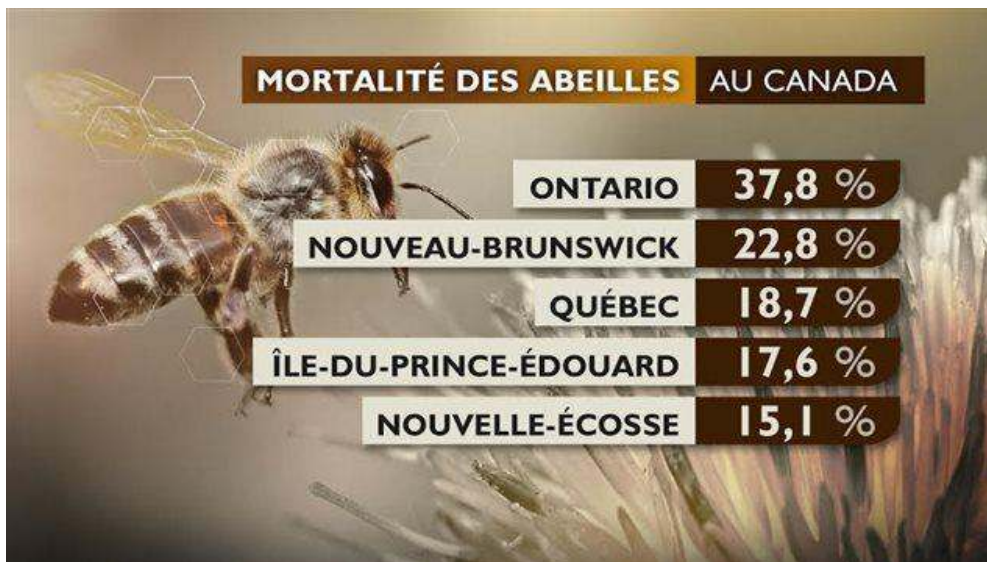 MORTALITÉ DES ABEILLES AU CANADA
ONTARIO 37,8 %
NOUVEAU-BRUNSWICK 22,8 %
QUÉBEC 18,7 %
ÎLE-DU-PRINCE-ÉDOUARD 17,6 %
NOUVELLE-ÉCOSSE 15,1 %